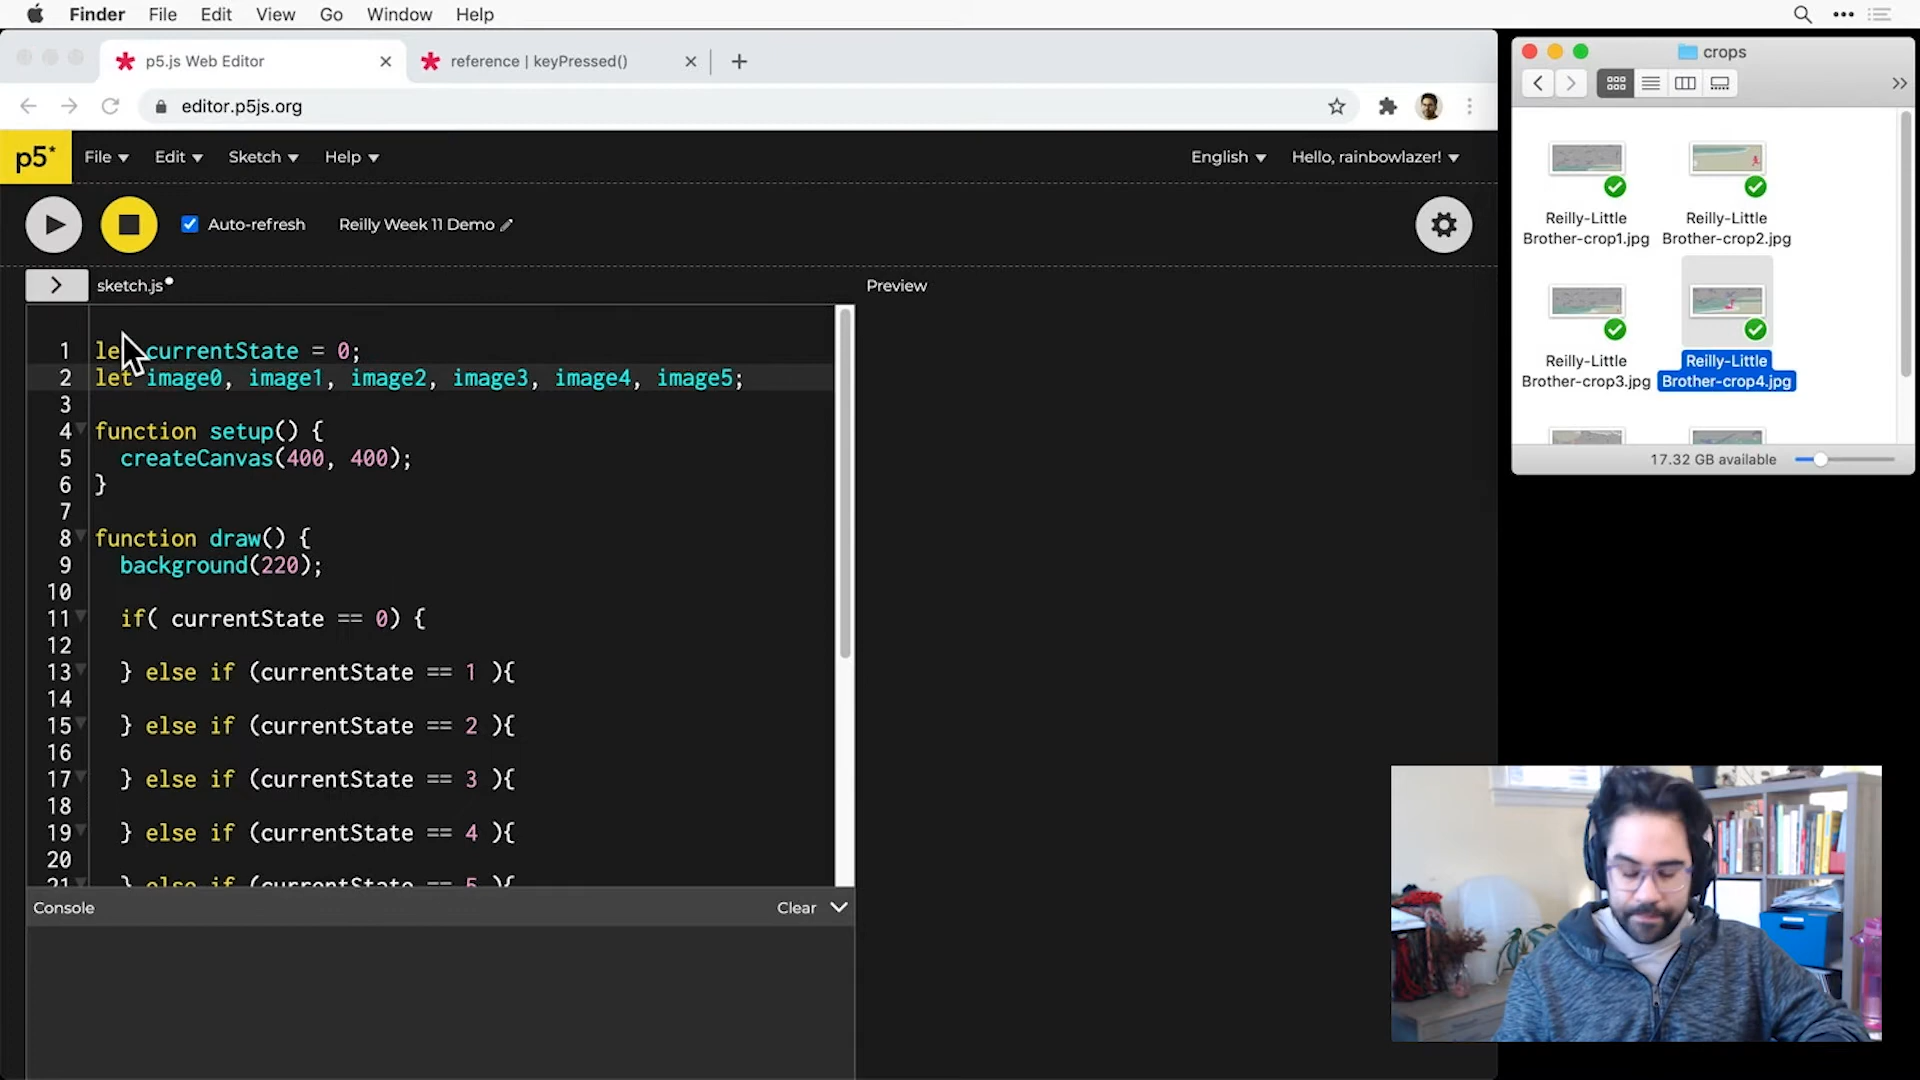 Finder File Edit View Go Window Help
p5.js Web Editor
reference | keyPressed()
crops
editor.p5js.org
p5*
File
Edit
Sketch
Help
English
Hello, rainbowlazer!
Auto-refresh
Reilly Week 11 Demo
sketch.js
Preview
1 let currentState = 0;
2 let image0, image1, image2, image3, image4, image5;
3
4 function setup() {
5 createCanvas(400, 400);
6 }
7
8 function draw() {
9 background(220);
10
11 if( currentState == 0) {
12
13 } else if (currentState == 1 ){
14
15 } else if (currentState == 2 ){
16
17 } else if (currentState == 3 ){
18
19 } else if (currentState == 4 ){
20
21 } else if (currentState == 5 ){
Console
Clear
Reilly-Little
Brother-crop1.jpg
Reilly-Little
Brother-crop2.jpg
Reilly-Little
Brother-crop3.jpg
Reilly-Little
Brother-crop4.jpg
17.32 GB available